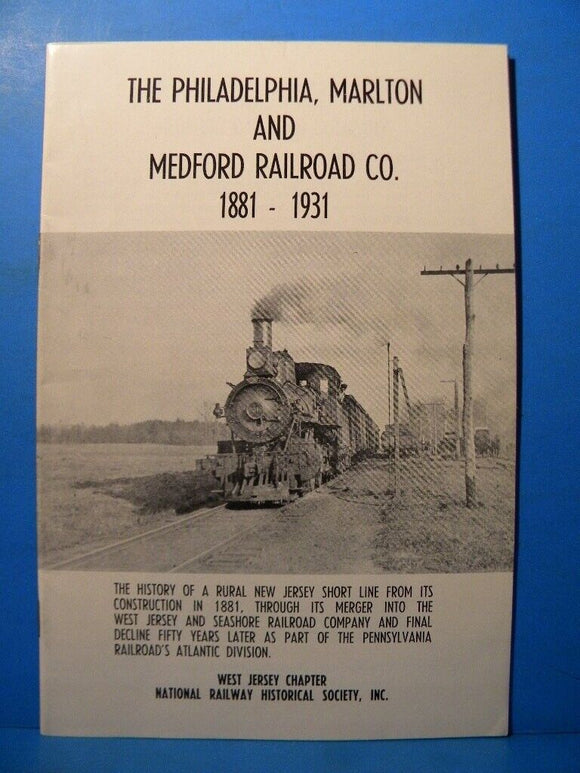 THE PHILADELPHIA, MARLTON
AND
MEDFORD RAILROAD CO.
1881 - 1931
THE HISTORY OF A RURAL NEW JERSEY SHORT LINE FROM ITS
CONSTRUCTION IN 1881, THROUGH ITS MERGER INTO THE
WEST JERSEY AND SEASHORE RAILROAD COMPANY AND FINAL
DECLINE FIFTY YEARS LATER AS PART OF THE PENNSYLVANIA
RAILROAD'S ATLANTIC DIVISION.
WEST JERSEY CHAPTER
NATIONAL RAILWAY HISTORICAL SOCIETY, INC.